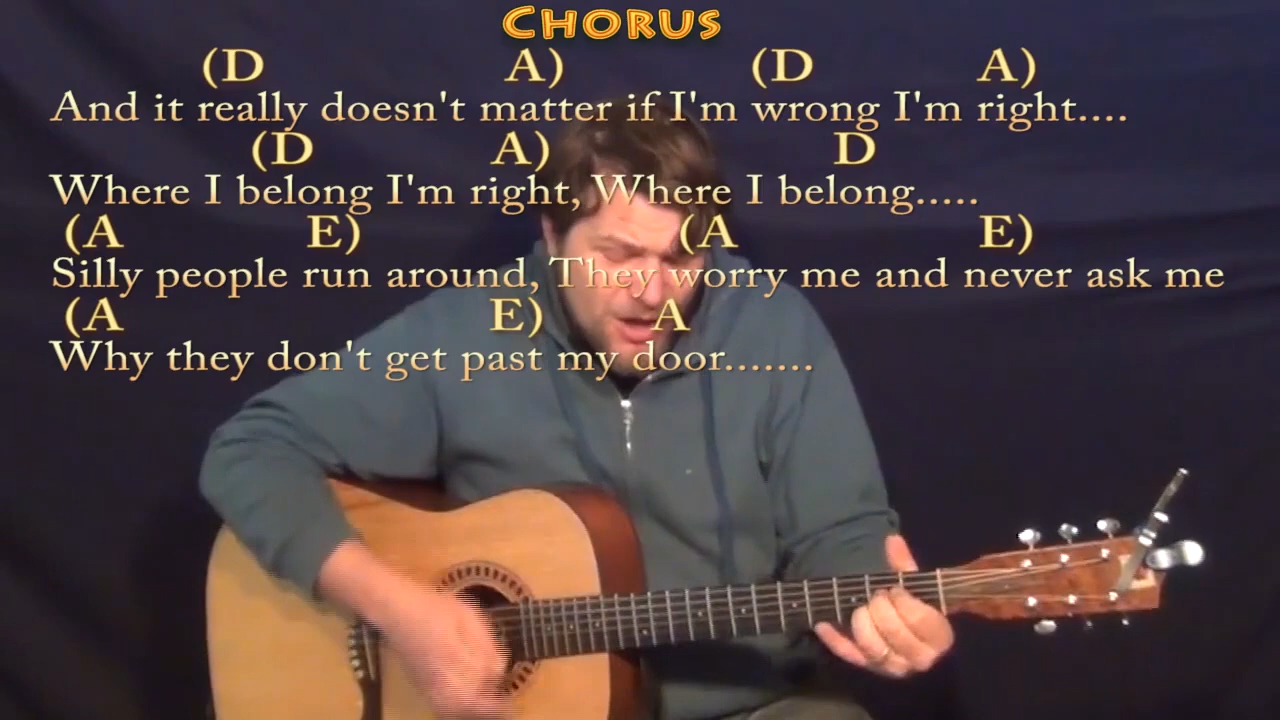 CHORUS
(D A) (D A)
And it really doesn't matter if I'm wrong I'm right....
(D A) D
Where I belong I'm right, Where I belong.....
(A E) (A E)
Silly people run around, They worry me and never ask me
(A E) A
Why they don't get past my door.......